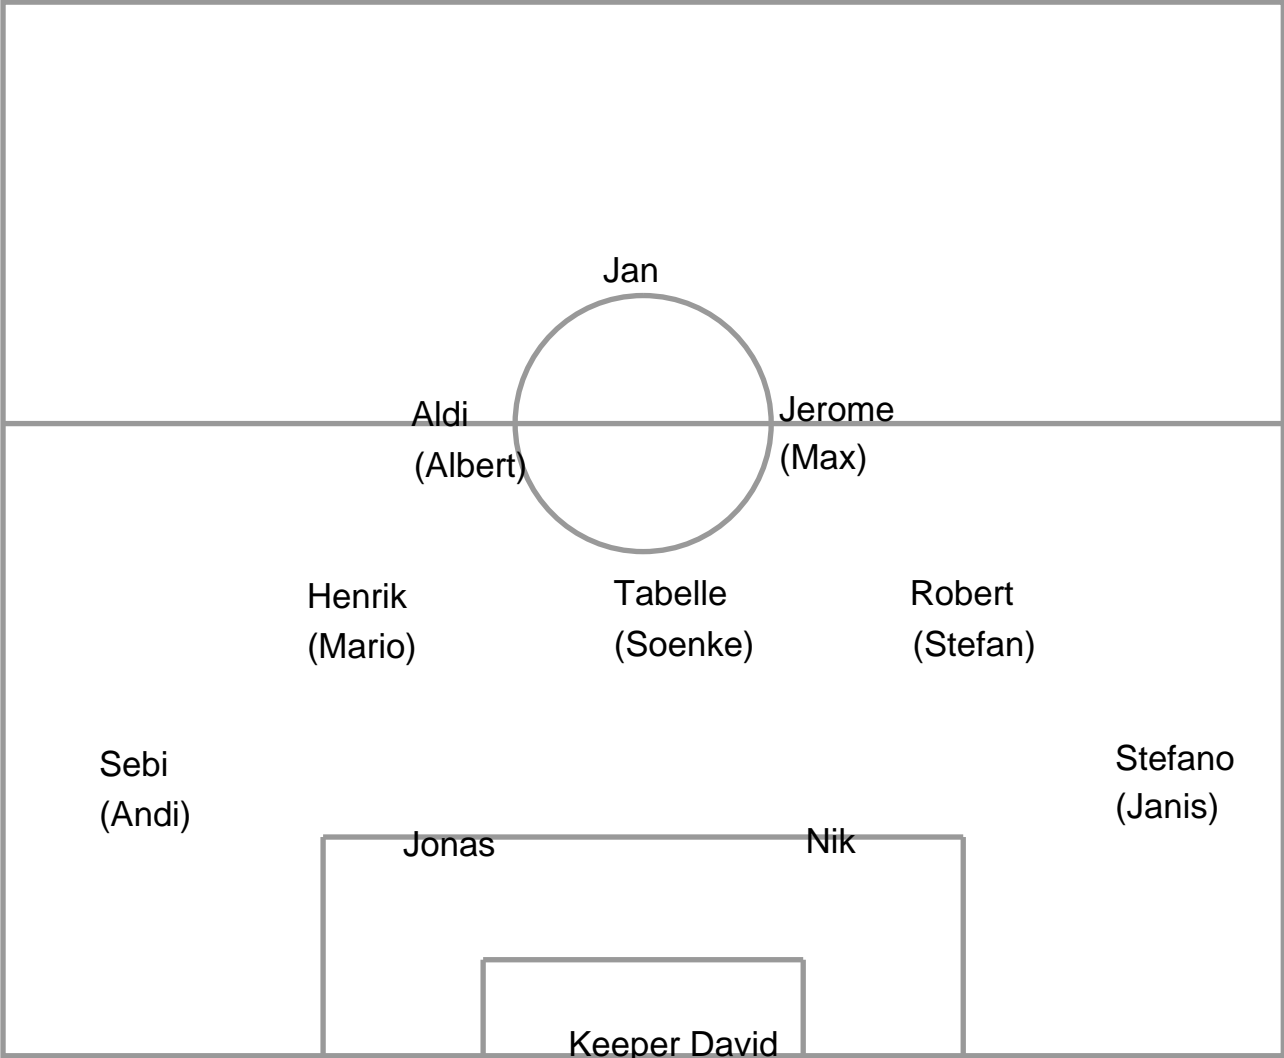 Jan
Aldi
(Albert)
Jerome
(Max)
Henrik
(Mario)
Tabelle
(Soenke)
Robert
(Stefan)
Sebi
(Andi)
Stefano
(Janis)
Jonas
Nik
Keeper David